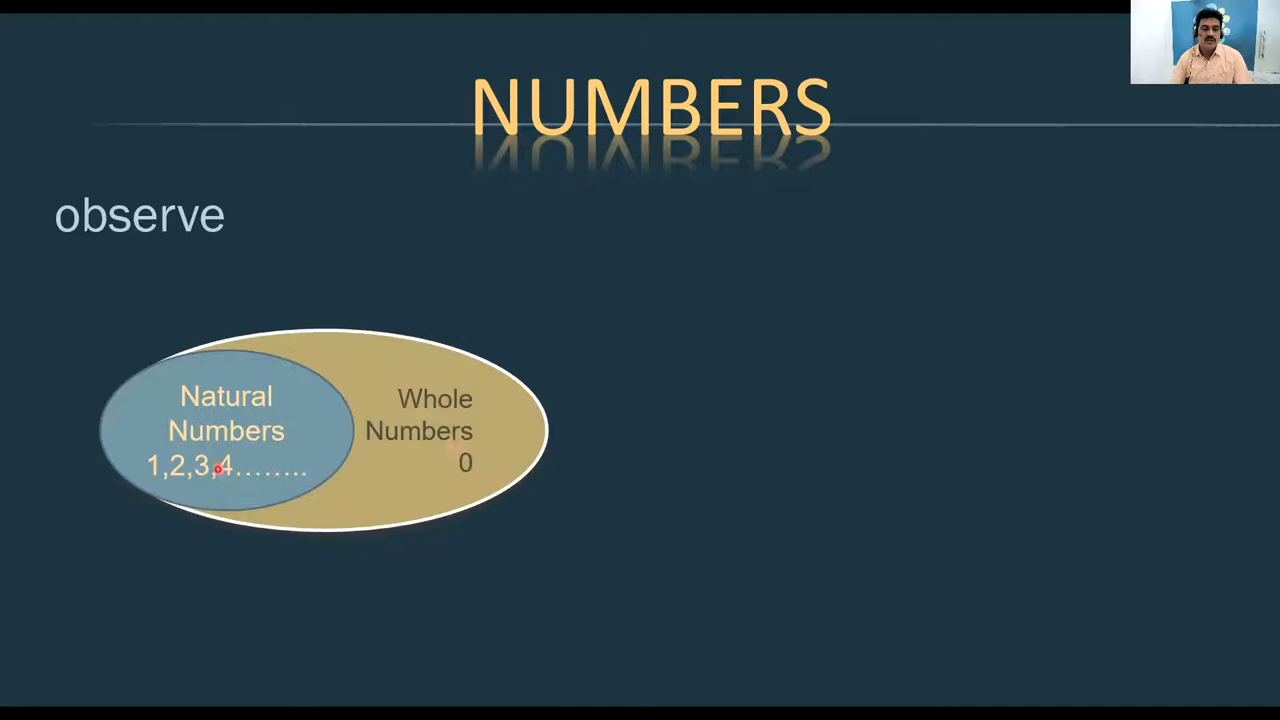 NUMBERS
observe
Natural
Numbers
1,2,3,4........
Whole
Numbers
0